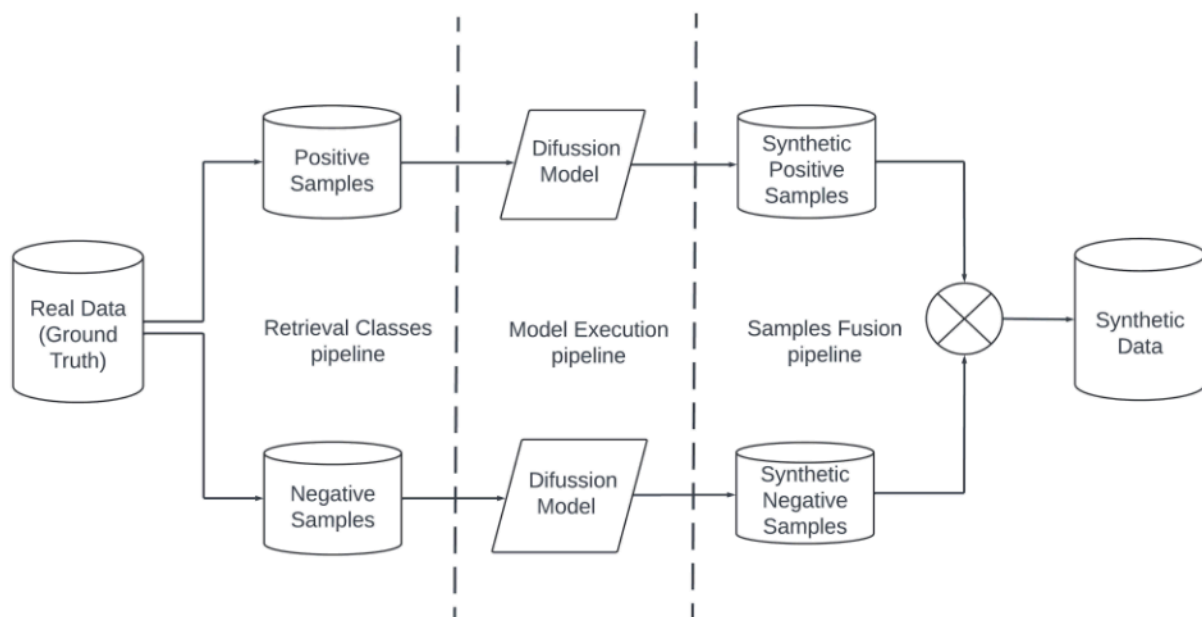 Positive
Samples
Difussion
Model
Synthetic
Positive
Samples
Real Data
(Ground
Truth)
Retrieval Classes
pipeline
Model Execution
pipeline
Samples Fusion
pipeline
Synthetic
Data
Negative
Samples
Difussion
Model
Synthetic
Negative
Samples